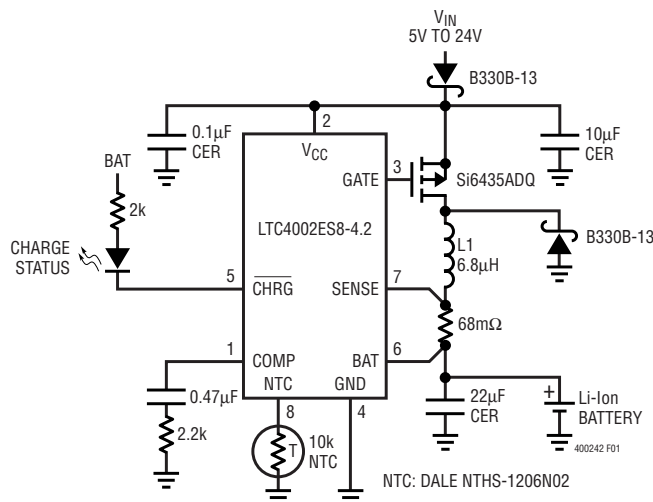 VIN
5V TO 24V
B330B-13
0.1μF
CER
2
VCC
10μF
CER
BAT
3
GATE
Si6435ADQ
2k
LTC4002ES8-4.2
B330B-13
CHARGE
STATUS
L1
6.8μH
5
CHRG
7
SENSE
68mΩ
1
COMP
6
BAT
NTC
GND
0.47μF
22μF
CER
+
Li-Ion
BATTERY
8
4
2.2k
T
10k
NTC
400242 F01
NTC: DALE NTHS-1206N02